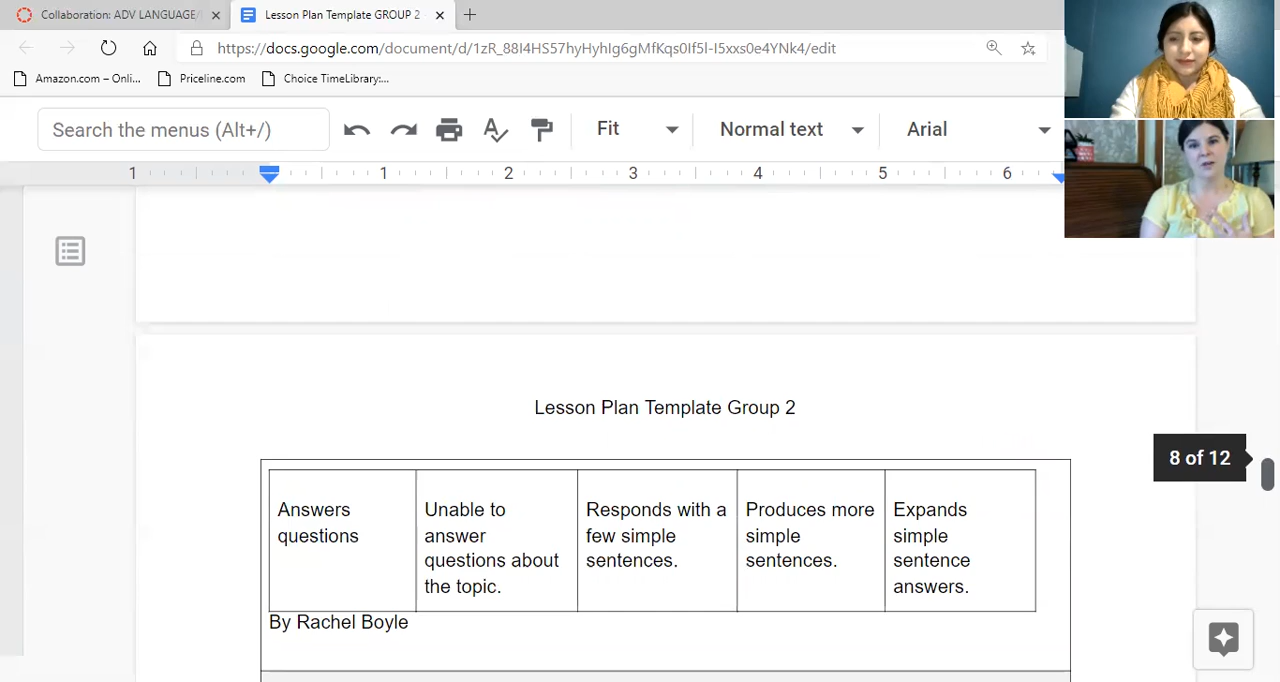 Collaboration: ADV LANGUAGE/
Lesson Plan Template GROUP 2
https://docs.google.com/document/d/1zR_88I4HS57hyHyhIg6gMfKqs0If5l-I5xxs0e4YNk4/edit
Amazon.com – Onli...
Priceline.com
Choice TimeLibrary:...
Search the menus (Alt+/)
Fit
Normal text
Arial
1 1 2 3 4 5 6
Lesson Plan Template Group 2
8 of 12
Answers
questions
Unable to
answer
questions about
the topic.
Responds with a
few simple
sentences.
Produces more
simple
sentences.
Expands
simple
sentence
answers.
By Rachel Boyle